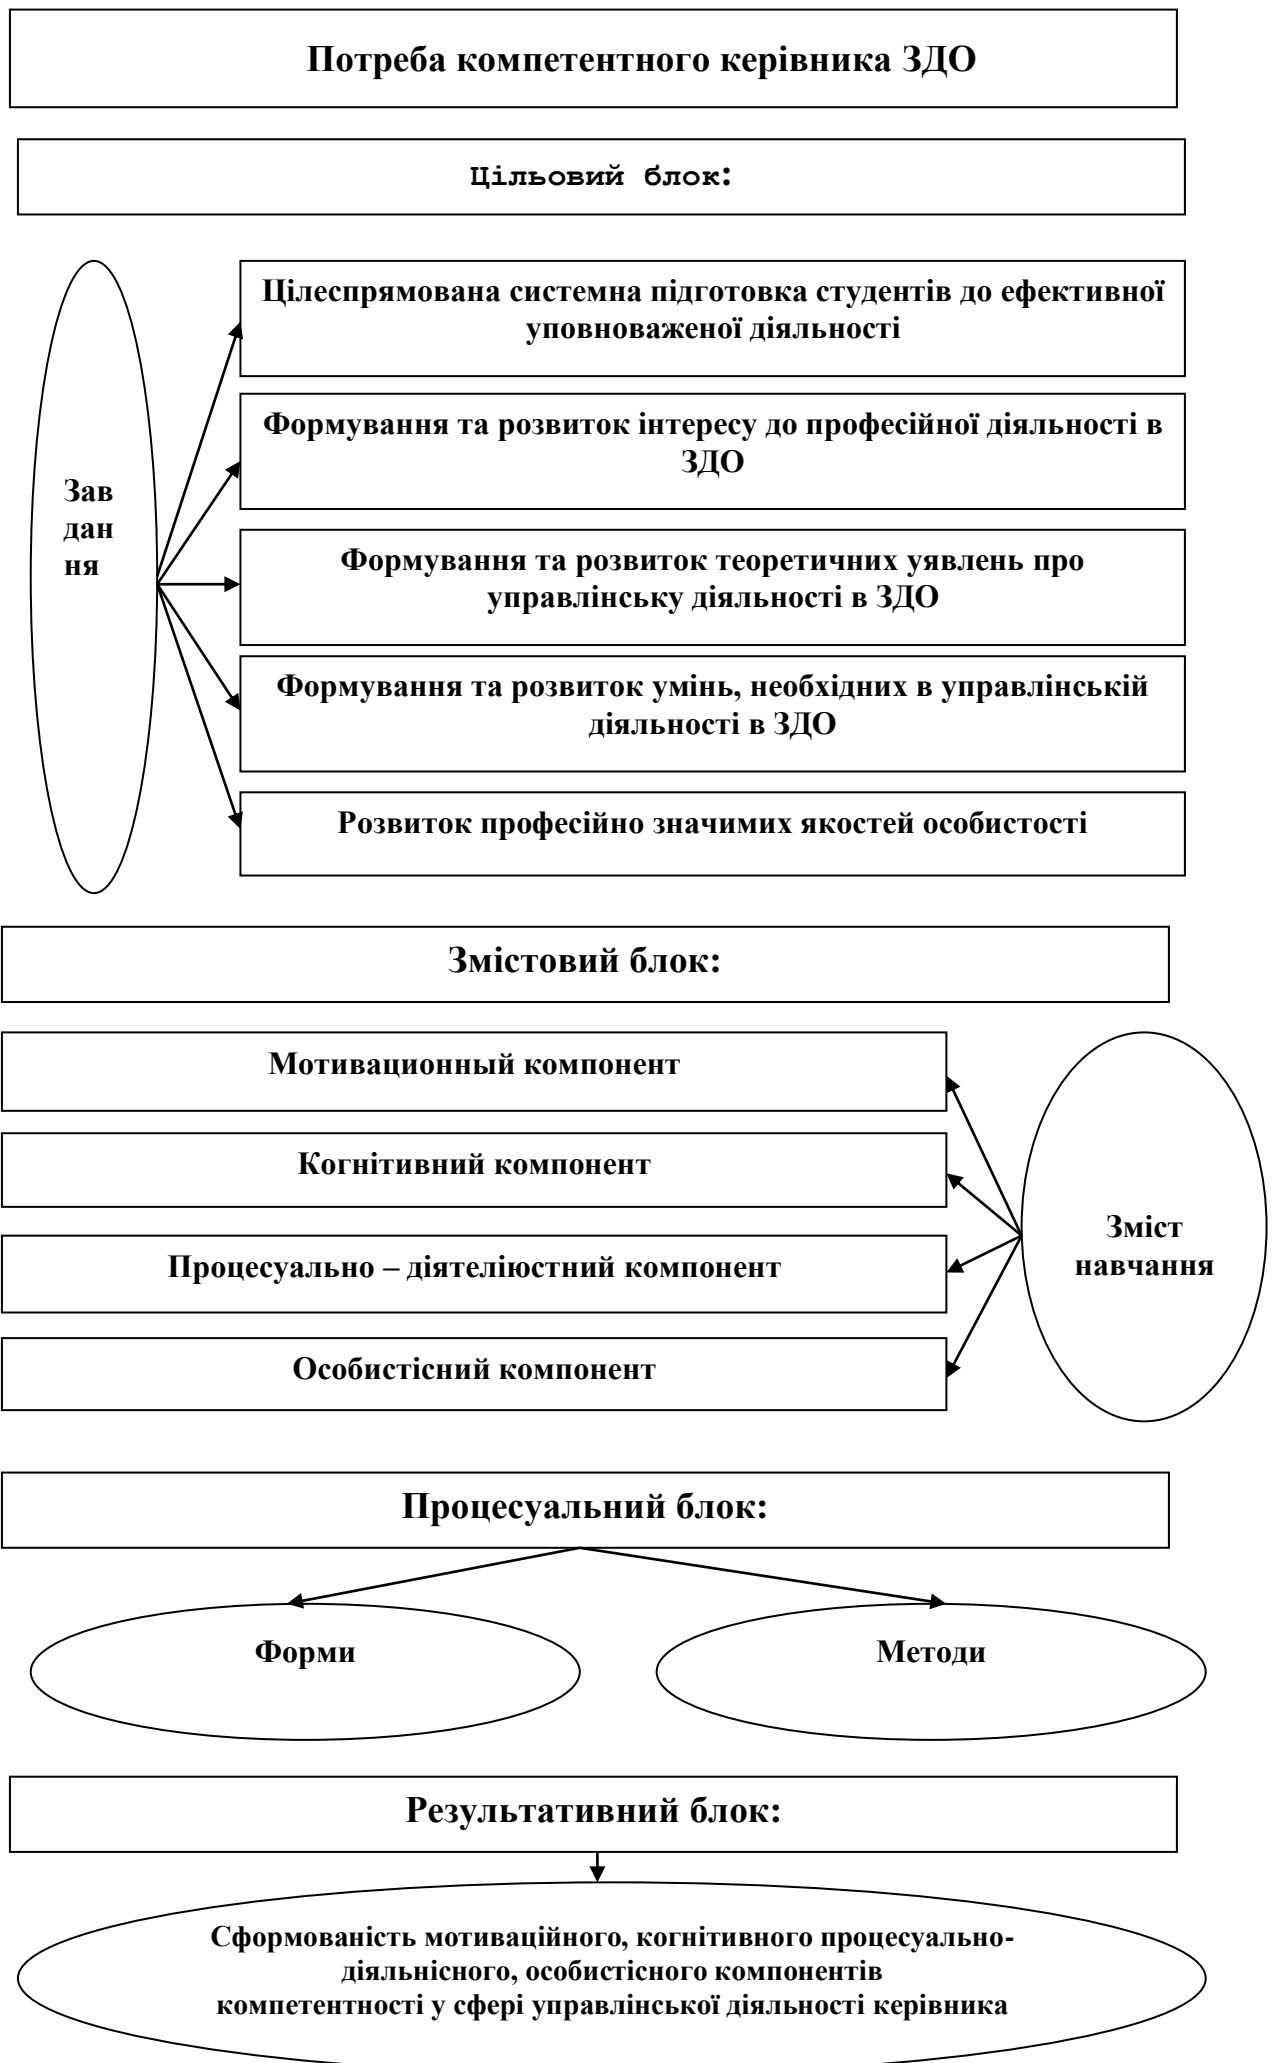 Потреба компетентного керівника ЗДО
Цільовий блок:
Цілеспрямована системна підготовка студентів до ефективної
уповноваженої діяльності
Формування та розвиток інтересу до професійної діяльності в
ЗДО
Зав
дан
ня
Формування та розвиток теоретичних уявлень про
управлінську діяльності в ЗДО
Формування та розвиток умінь, необхідних в управлінській
діяльності в ЗДО
Розвиток професійно значимих якостей особистості
Змістовий блок:
Мотивационный компонент
Когнітивний компонент
Процесуально – діятеліюстний компонент
Особистісний компонент
Зміст
навчання
Процесуальний блок:
Форми
Методи
Результативний блок:
Сформованість мотиваційного, когнітивного процесуально-
діяльнісного, особистісного компонентів
компетентності у сфері управлінської діяльності керівника